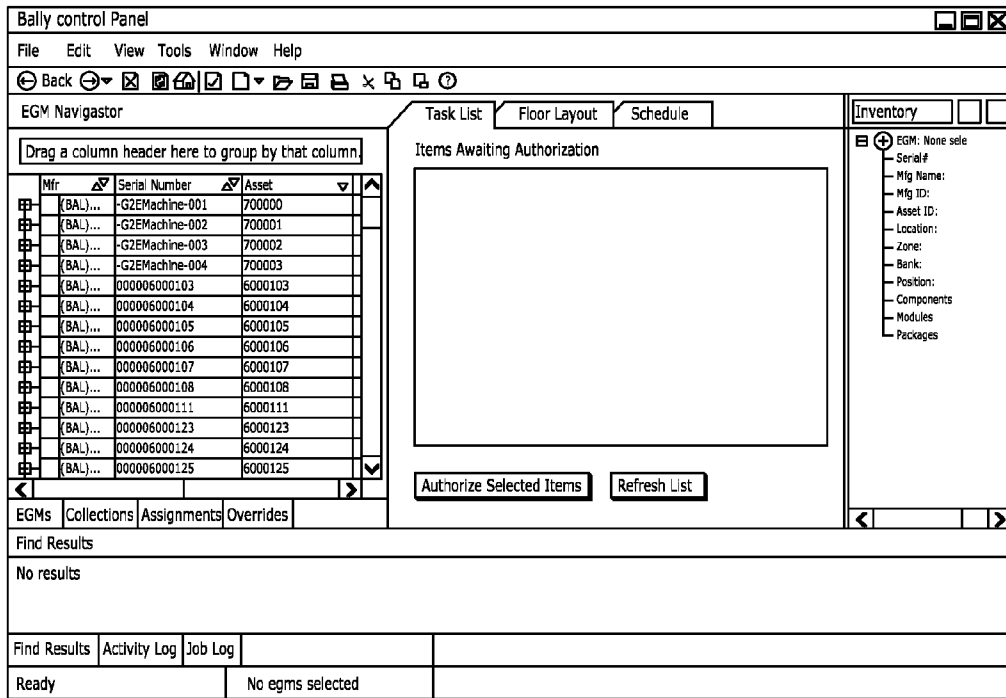 Bally control Panel
File Edit View Tools Window Help
Back
EGM Navigastor
Task List Floor Layout Schedule
Inventory
Drag a column header here to group by that column.
Items Awaiting Authorization
Mfr Serial Number Asset
(BAL)... -G2EMachine-001 700000
(BAL)... -G2EMachine-002 700001
(BAL)... -G2EMachine-003 700002
(BAL)... -G2EMachine-004 700003
(BAL)... 000006000103 6000103
(BAL)... 000006000104 6000104
(BAL)... 000006000105 6000105
(BAL)... 000006000106 6000106
(BAL)... 000006000107 6000107
(BAL)... 000006000108 6000108
(BAL)... 000006000111 6000111
(BAL)... 000006000123 6000123
(BAL)... 000006000124 6000124
(BAL)... 000006000125 6000125
EGMs Collections Assignments Overrides
Authorize Selected Items Refresh List
EGM: None sele
Serial#
Mfg Name:
Mfg ID:
Asset ID:
Location:
Zone:
Bank:
Position:
Components
Modules
Packages
Find Results
No results
Find Results Activity Log Job Log
Ready No egms selected